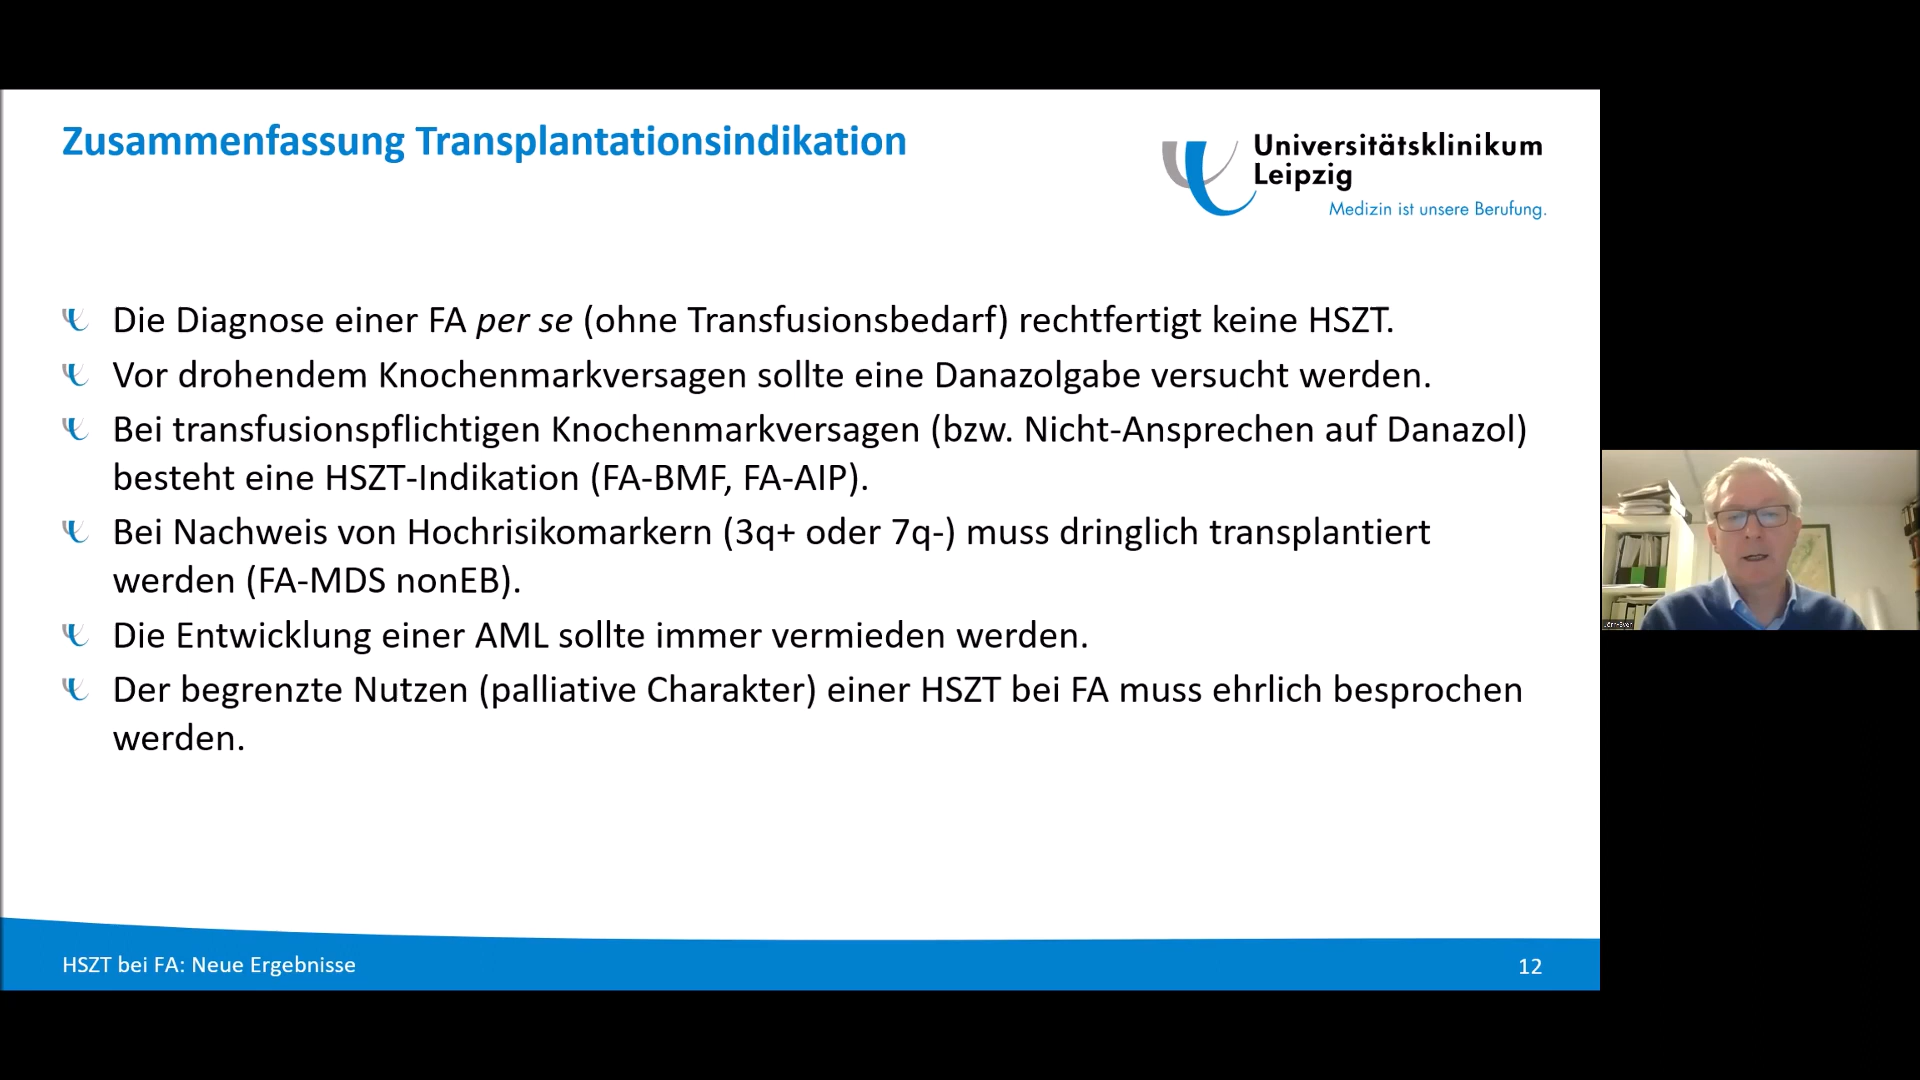 Zusammenfassung Transplantationsindikation
Universitätsklinikum
Leipzig
Medizin ist unsere Berufung.
Die Diagnose einer FA per se (ohne Transfusionsbedarf) rechtfertigt keine HSZT.
Vor drohendem Knochenmarkversagen sollte eine Danazolgabe versucht werden.
Bei transfusionspflichtigen Knochenmarkversagen (bzw. Nicht-Ansprechen auf Danazol)
besteht eine HSZT-Indikation (FA-BMF, FA-AIP).
Bei Nachweis von Hochrisikomarkern (3q+ oder 7q-) muss dringlich transplantiert
werden (FA-MDS nonEB).
Die Entwicklung einer AML sollte immer vermieden werden.
Der begrenzte Nutzen (palliative Charakter) einer HSZT bei FA muss ehrlich besprochen
werden.
HSZT bei FA: Neue Ergebnisse
12